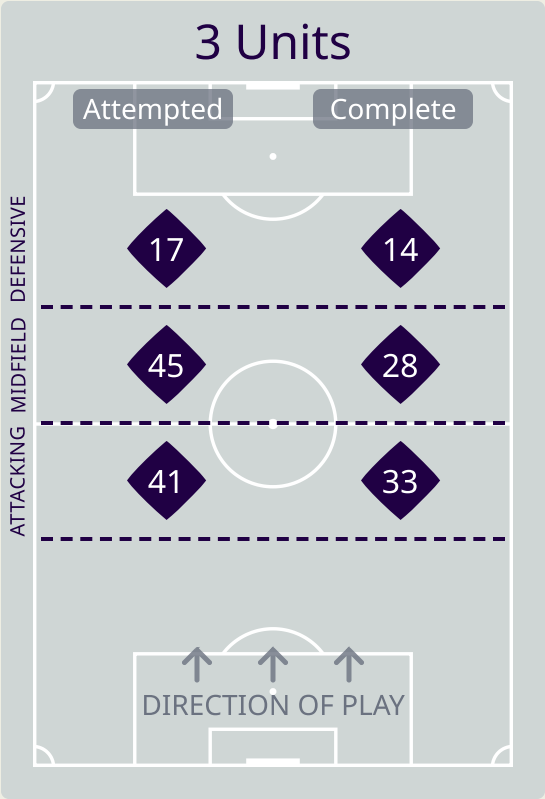 3 Units
Attempted Complete
DEFENSIVE
17 14
MIDFIELD
45 28
ATTACKING
41 33
DIRECTION OF PLAY